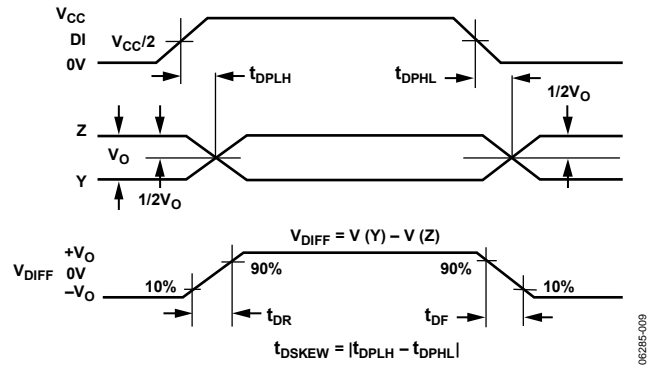 VCC
DI
VCC/2
0V
tDPLH
tDPHL
1/2VO
Z
VO
Y
1/2VO
VDIFF = V (Y) – V (Z)
+VO
VDIFF 0V
–VO
10%
90%
90%
10%
tDR
tDF
tDSKEW = |tDPLH – tDPHL|
06285-009